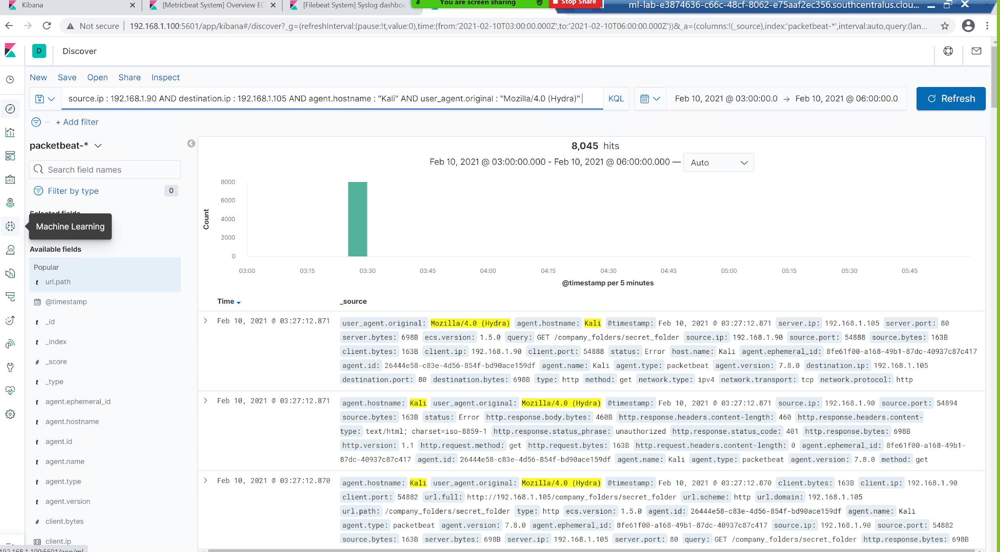 Kibana
[Metricbeat System] Overview EC
[Filebeat System] Syslog dashboa
You are screen sharing
Stop Share
ml-lab-e3874636-c66c-48cf-8062-e75aaf2ec356.southcentralus.clou...
Not secure
192.168.1.100:5601/app/kibana#/discover?_g=(refreshInterval:(pause:!t,value:0),time:(from:'2021-02-10T03:00:00.000Z',to:'2021-02-10T06:00:00.000Z'))&_a=(columns:!(_source),index:'packetbeat-*',interval:auto,query:(lan...
D Discover
New Save Open Share Inspect
source.ip : 192.168.1.90 AND destination.ip : 192.168.1.105 AND agent.hostname : "Kali" AND user_agent.original : "Mozilla/4.0 (Hydra)"
KQL
Feb 10, 2021 @ 03:00:00.0 → Feb 10, 2021 @ 06:00:00.0
Refresh
+ Add filter
packetbeat-*
Search field names
Filter by type 0
Selected fields
Machine Learning
Available fields
Popular
t url.path
@timestamp
t _id
t _index
# _score
t _type
t agent.ephemeral_id
t agent.hostname
t agent.id
t agent.name
t agent.type
t agent.version
# client.bytes
client.ip
192.168.1.100:5601/app/ml
8,045 hits
Feb 10, 2021 @ 03:00:00.000 - Feb 10, 2021 @ 06:00:00.000 — Auto
8000
6000
4000
2000
0
Count
03:00 03:15 03:30 03:45 04:00 04:15 04:30 04:45 05:00 05:15 05:30 05:45
@timestamp per 5 minutes
Time _source
Feb 10, 2021 @ 03:27:12.871
user_agent.original: Mozilla/4.0 (Hydra) agent.hostname: Kali @timestamp: Feb 10, 2021 @ 03:27:12.871 server.ip: 192.168.1.105 server.port: 80
server.bytes: 698B ecs.version: 1.5.0 query: GET /company_folders/secret_folder source.ip: 192.168.1.90 source.port: 54888 source.bytes: 163B
client.bytes: 163B client.ip: 192.168.1.90 client.port: 54888 status: Error host.name: Kali agent.ephemeral_id: 8fe61f00-a168-49b1-87dc-40937c87c417
agent.id: 26444e58-c83e-4d56-854f-bd90ace159df agent.name: Kali agent.type: packetbeat agent.version: 7.8.0 destination.ip: 192.168.1.105
destination.port: 80 destination.bytes: 698B type: http method: get network.type: ipv4 network.transport: tcp network.protocol: http
Feb 10, 2021 @ 03:27:12.871
agent.hostname: Kali user_agent.original: Mozilla/4.0 (Hydra) @timestamp: Feb 10, 2021 @ 03:27:12.871 source.ip: 192.168.1.90 source.port: 54894
source.bytes: 163B status: Error http.response.body.bytes: 460B http.response.headers.content-length: 460 http.response.headers.content-
type: text/html; charset=iso-8859-1 http.response.status_phrase: unauthorized http.response.status_code: 401 http.response.bytes: 698B
http.version: 1.1 http.request.method: get http.request.bytes: 163B http.request.headers.content-length: 0 agent.ephemeral_id: 8fe61f00-a168-49b1-
87dc-40937c87c417 agent.id: 26444e58-c83e-4d56-854f-bd90ace159df agent.name: Kali agent.type: packetbeat agent.version: 7.8.0 method: get
Feb 10, 2021 @ 03:27:12.870
agent.hostname: Kali user_agent.original: Mozilla/4.0 (Hydra) @timestamp: Feb 10, 2021 @ 03:27:12.870 client.bytes: 163B client.ip: 192.168.1.90
client.port: 54882 url.full: http://192.168.1.105/company_folders/secret_folder url.scheme: http url.domain: 192.168.1.105
url.path: /company_folders/secret_folder type: http ecs.version: 1.5.0 agent.id: 26444e58-c83e-4d56-854f-bd90ace159df agent.name: Kali
agent.type: packetbeat agent.version: 7.8.0 agent.ephemeral_id: 8fe61f00-a168-49b1-87dc-40937c87c417 source.ip: 192.168.1.90 source.port: 54882
source.bytes: 163B server.bytes: 698B server.ip: 192.168.1.105 server.port: 80 query: GET /company_folders/secret_folder http.response.bytes: 698B